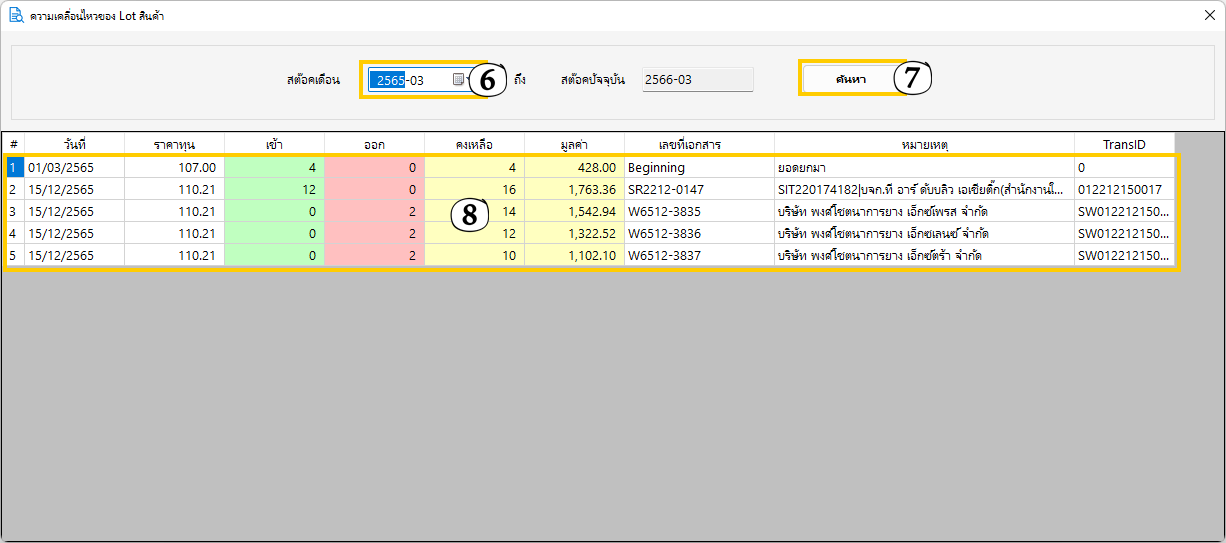 ความเคลื่อนไหวของ Lot สินค้า
สต๊อคเดือน 2565-03 6 ถึง สต๊อคปัจจุบัน 2566-03 ค้นหา 7
# วันที่ ราคาทุน เข้า ออก คงเหลือ มูลค่า เลขที่เอกสาร หมายเหตุ TransID
1 01/03/2565 107.00 4 0 4 428.00 Beginning ยอดยกมา 0
2 15/12/2565 110.21 12 0 16 1,763.36 SR2212-0147 SIT220174182|บจก.ที อาร์ ดับบลิว เอเชียติ๊ก(สำนักงานใ... 012212150017
3 15/12/2565 110.21 0 2 8 14 1,542.94 W6512-3835 บริษัท พงศ์โชตนาการยาง เอ็กซ์เพรส จำกัด SW012212150...
4 15/12/2565 110.21 0 2 12 1,322.52 W6512-3836 บริษัท พงศ์โชตนาการยาง เอ็กซเลนซ์ จำกัด SW012212150...
5 15/12/2565 110.21 0 2 10 1,102.10 W6512-3837 บริษัท พงศ์โชตนาการยาง เอ็กซ์ตร้า จำกัด SW012212150...